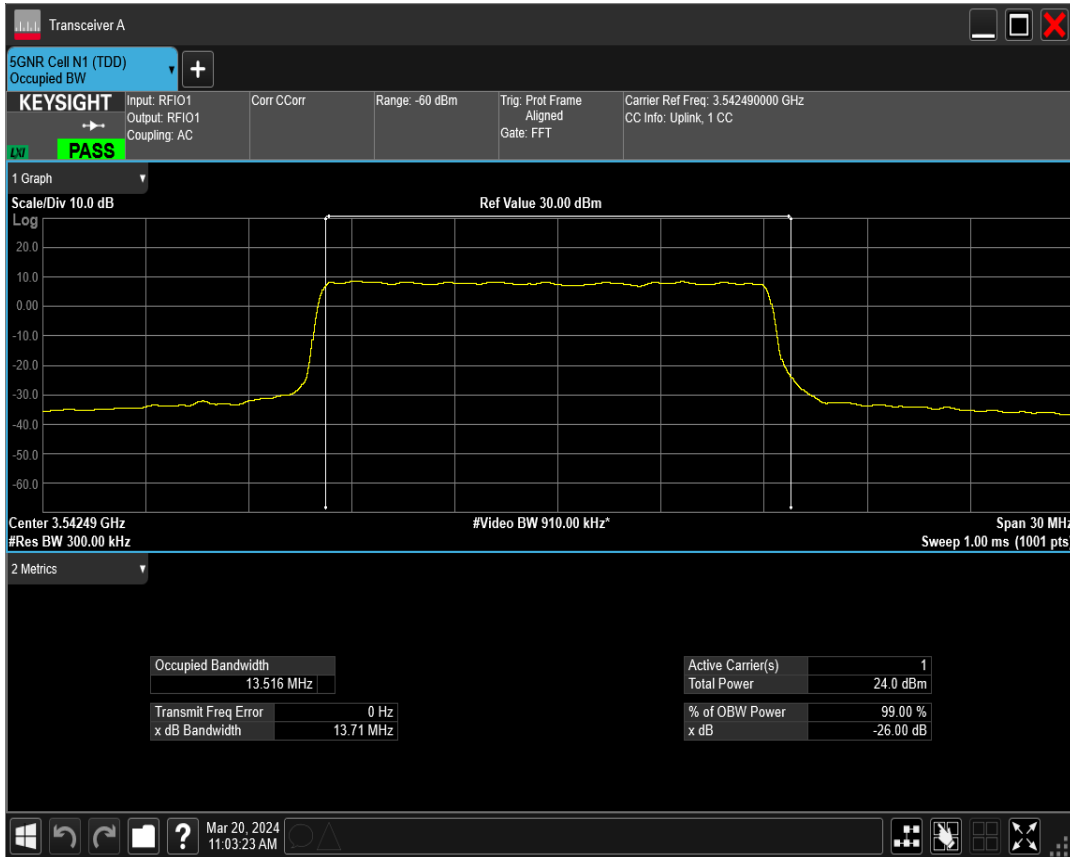 Transceiver A
5GNR Cell N1 (TDD)
Occupied BW
+
KEYSIGHT
LXI
PASS
Input: RFIO1
Output: RFIO1
Coupling: AC
Corr CCorr
Range: -60 dBm
Trig: Prot Frame
Aligned
Gate: FFT
Carrier Ref Freq: 3.542490000 GHz
CC Info: Uplink, 1 CC
1 Graph
Scale/Div 10.0 dB
Ref Value 30.00 dBm
Log
20.0
10.0
0.00
-10.0
-20.0
-30.0
-40.0
-50.0
-60.0
Center 3.54249 GHz
#Video BW 910.00 kHz*
Span 30 MHz
#Res BW 300.00 kHz
Sweep 1.00 ms (1001 pts)
2 Metrics
Occupied Bandwidth
13.516 MHz
Transmit Freq Error 0 Hz
x dB Bandwidth 13.71 MHz
Active Carrier(s) 1
Total Power 24.0 dBm
% of OBW Power 99.00 %
x dB -26.00 dB
?
Mar 20, 2024
11:03:23 AM